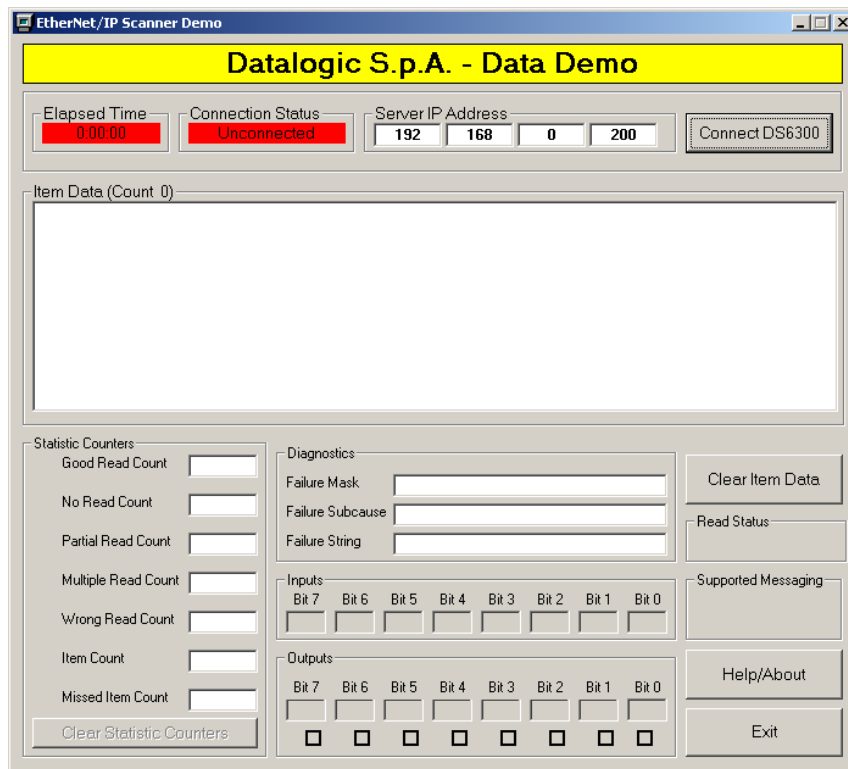 EtherNet/IP Scanner Demo
Datalogic S.p.A. - Data Demo
Elapsed Time
0:00:00
Connection Status
Unconnected
Server IP Address
192 168 0 200
Connect DS6300
Item Data (Count 0)
Statistic Counters
Good Read Count
No Read Count
Partial Read Count
Multiple Read Count
Wrong Read Count
Item Count
Missed Item Count
Clear Statistic Counters
Diagnostics
Failure Mask
Failure Subcause
Failure String
Inputs
Bit 7 Bit 6 Bit 5 Bit 4 Bit 3 Bit 2 Bit 1 Bit 0
Outputs
Bit 7 Bit 6 Bit 5 Bit 4 Bit 3 Bit 2 Bit 1 Bit 0
Clear Item Data
Read Status
Supported Messaging
Help/About
Exit